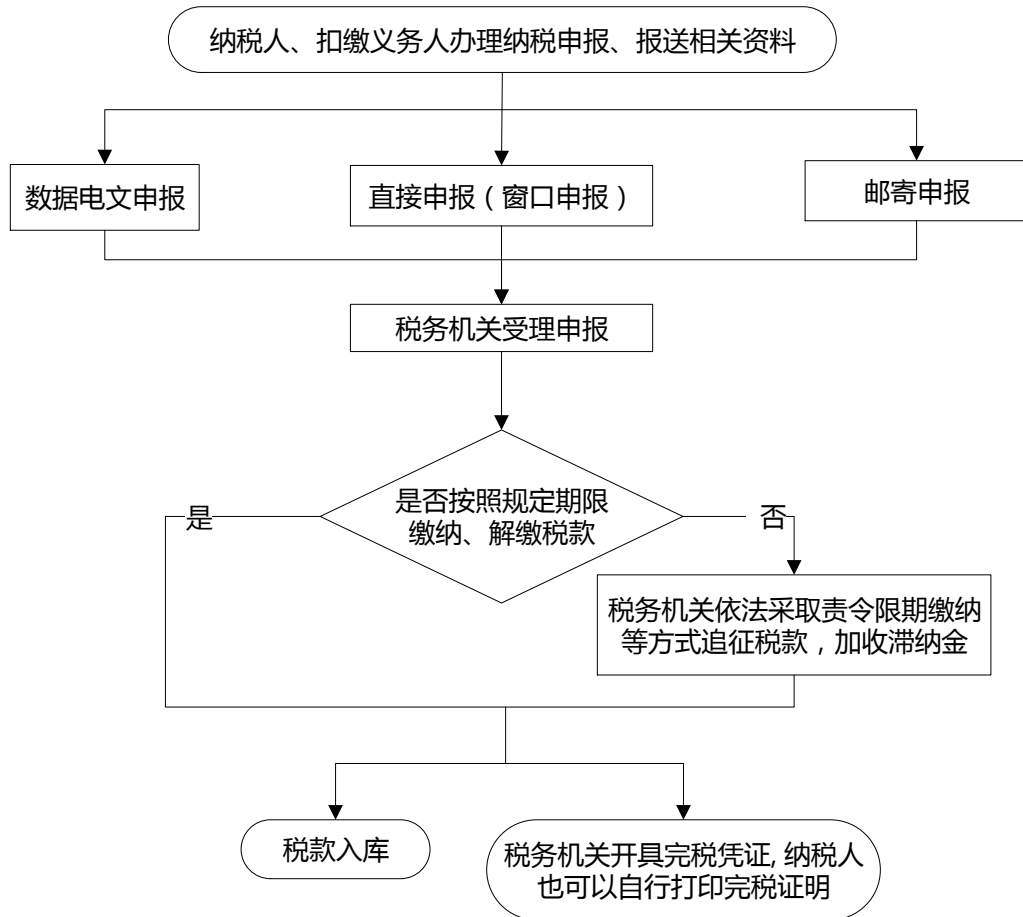 纳税人、扣缴义务人办理纳税申报、报送相关资料
数据电文申报
直接申报（窗口申报）
邮寄申报
税务机关受理申报
是否按照规定期限
缴纳、解缴税款
是
否
税务机关依法采取责令限期缴纳
等方式追征税款，加收滞纳金
税款入库
税务机关开具完税凭证, 纳税人
也可以自行打印完税证明